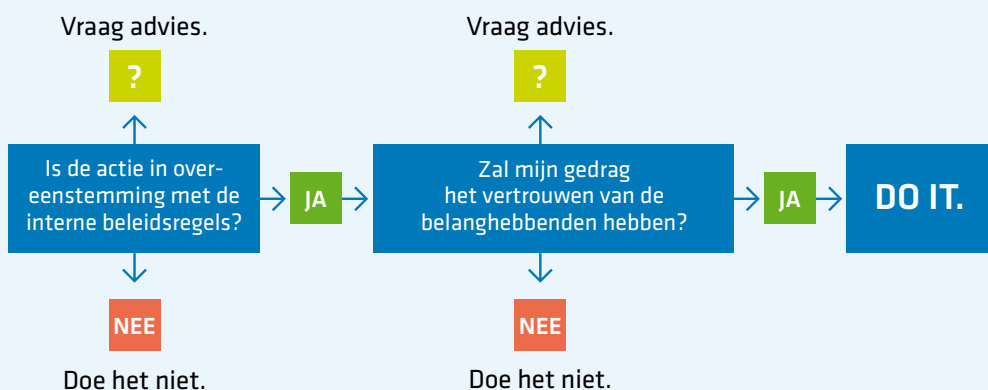 Vraag advies.
?
Is de actie in over-
eenstemming met de
interne beleidsregels?
NEE
Doe het niet.
JA
Vraag advies.
?
Zal mijn gedrag
het vertrouwen van de
belanghebbenden hebben?
NEE
Doe het niet.
JA
DO IT.